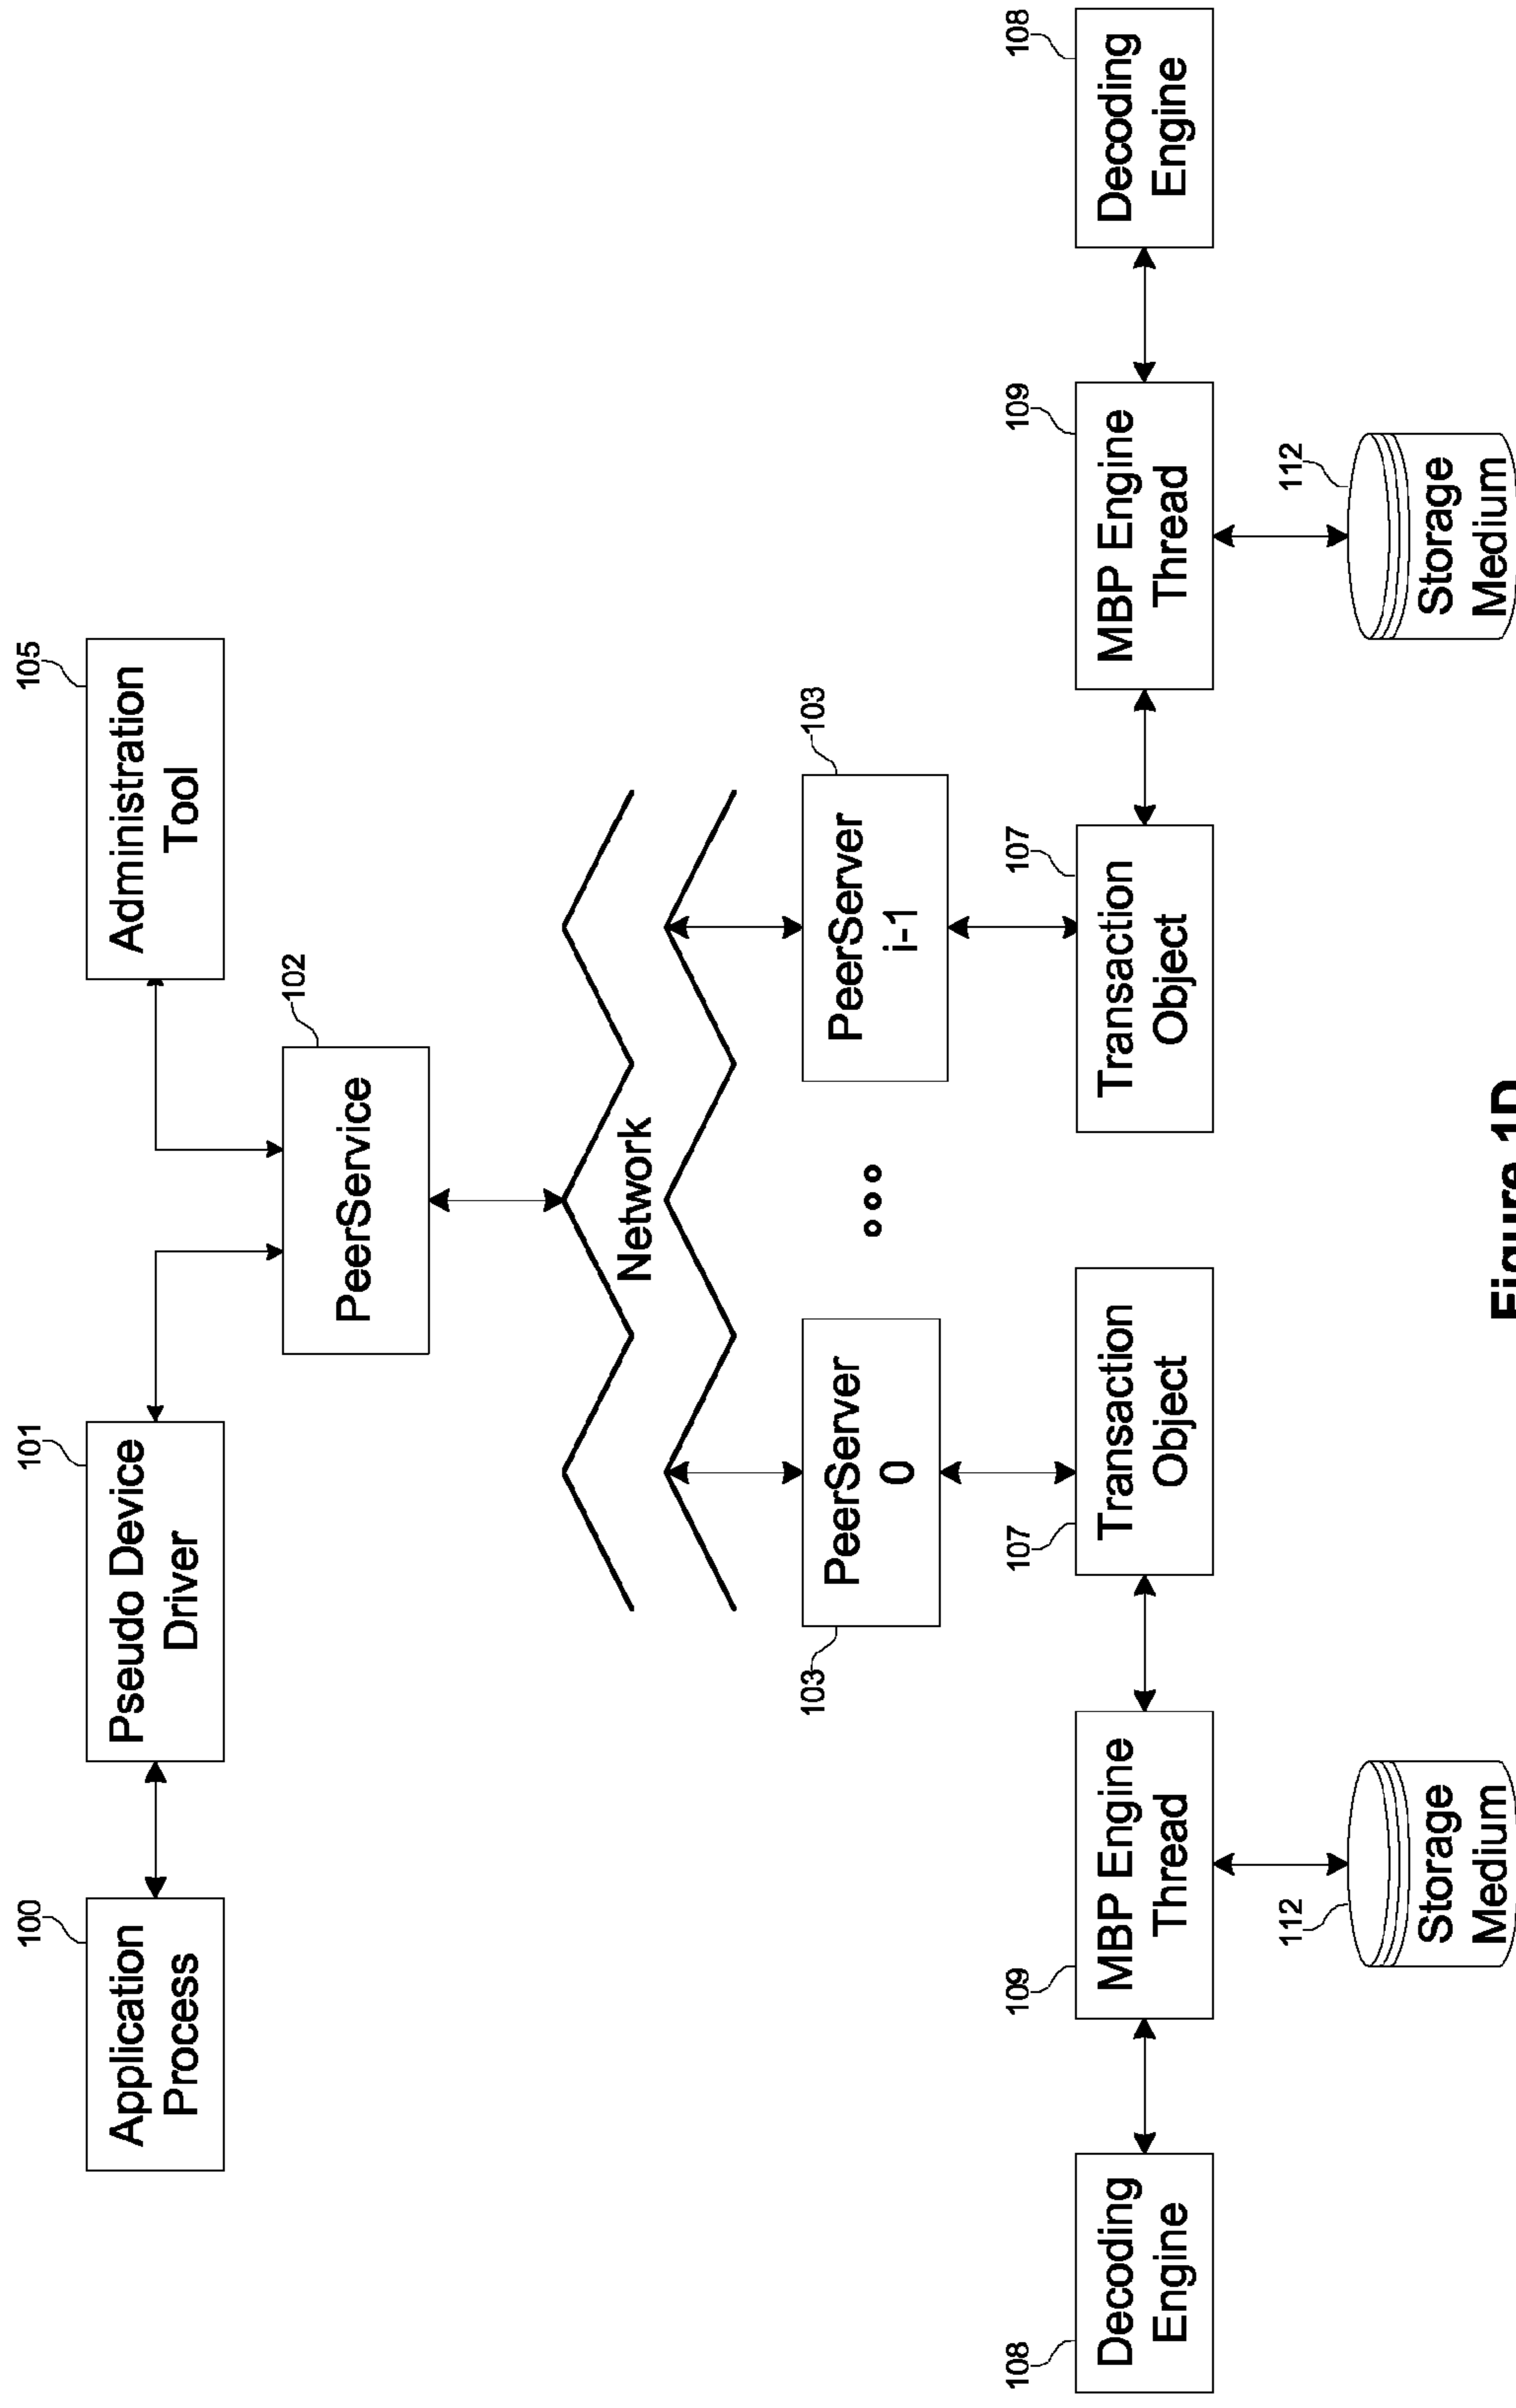 100
Application
Process
101
Pseudo Device
Driver
105
Administration
Tool
102
PeerService
Network
103
PeerServer
0
103
PeerServer
i-1
108
Decoding
Engine
109
MBP Engine
Thread
107
Transaction
Object
107
Transaction
Object
109
MBP Engine
Thread
108
Decoding
Engine
112
Storage
Medium
112
Storage
Medium
Figure 1D